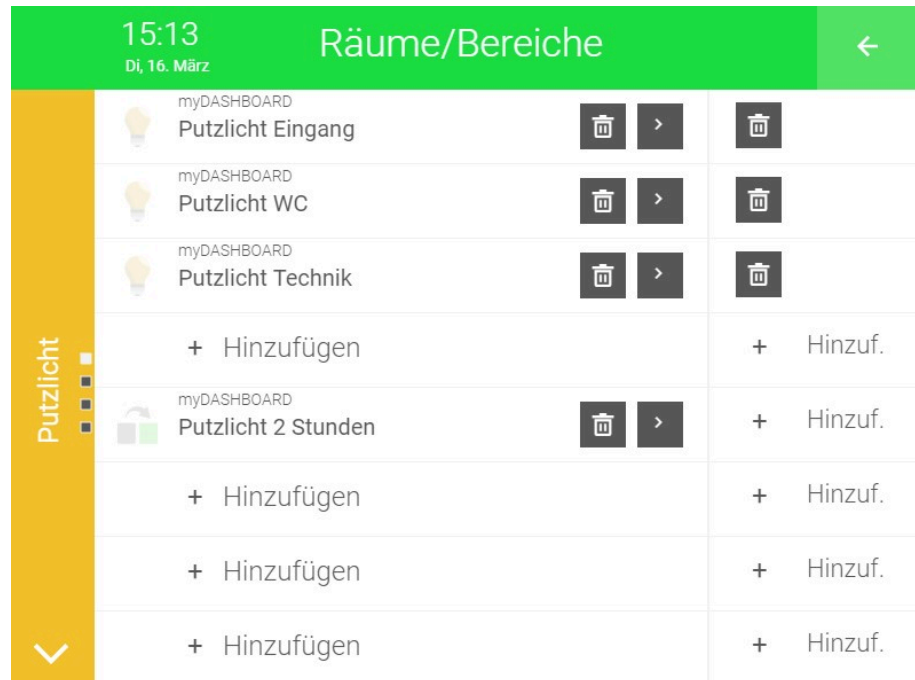 15:13
Räume/Bereiche
Di, 16. März
myDASHBOARD
Putzlicht Eingang
myDASHBOARD
Putzlicht WC
myDASHBOARD
Putzlicht Technik
+ Hinzufügen
+ Hinzuf.
Putzlicht
myDASHBOARD
Putzlicht 2 Stunden
+ Hinzuf.
+ Hinzufügen
+ Hinzuf.
+ Hinzufügen
+ Hinzuf.
+ Hinzufügen
+ Hinzuf.